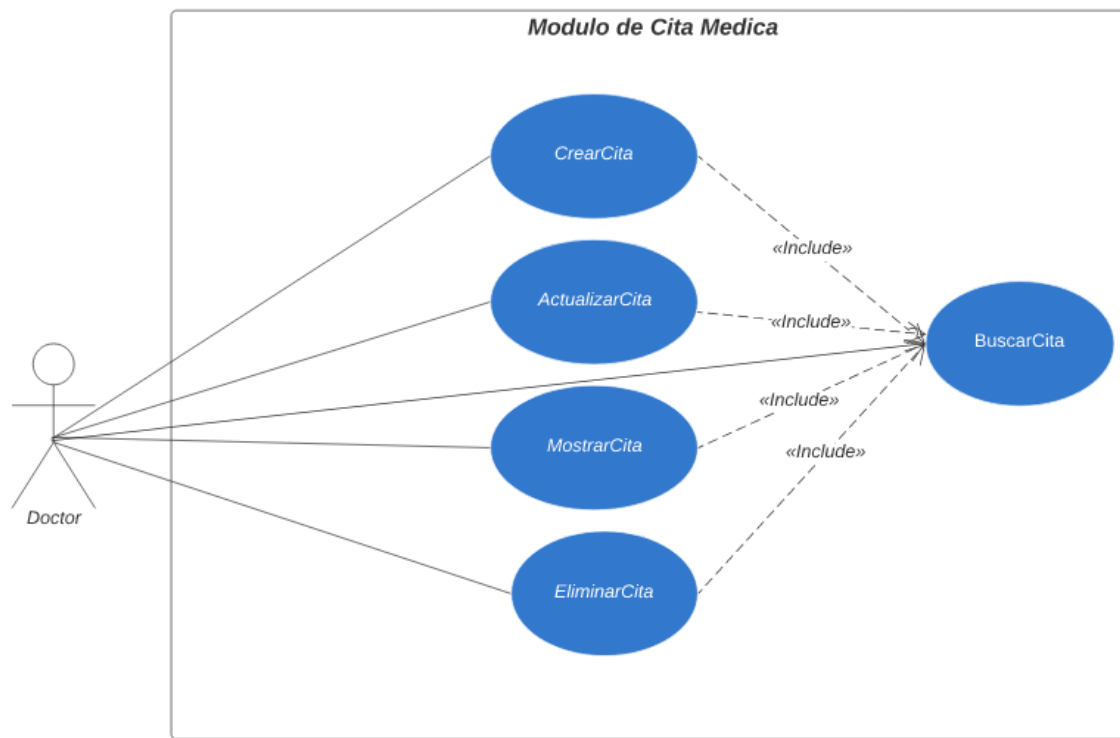 Modulo de Cita Medica
CrearCita
«Include»
ActualizarCita
«Include»
BuscarCita
«Include»
MostrarCita
«Include»
Doctor
EliminarCita